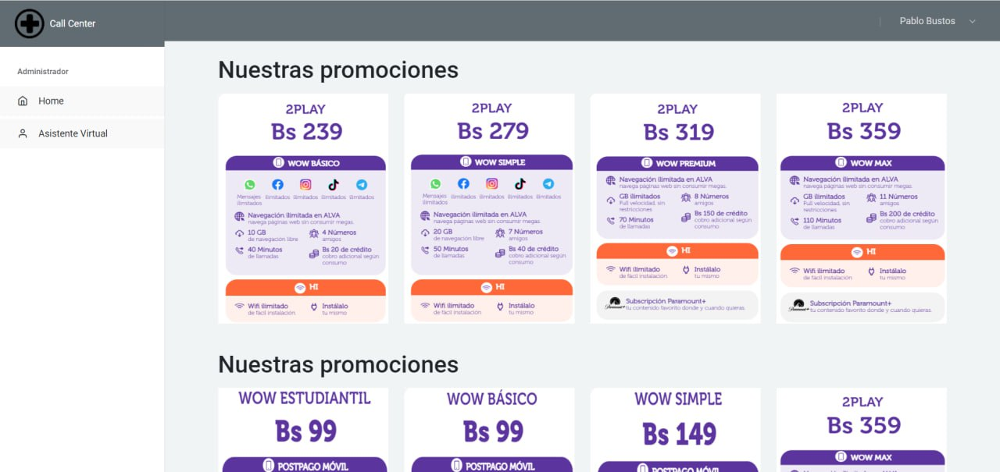 Call Center
Pablo Bustos
Administrador
Home
Asistente Virtual
Nuestras promociones
2PLAY
Bs 239
WOW BÁSICO
Mensajes ilimitados
ilimitados
ilimitados
ilimitados
ilimitados
Navegación ilimitada en ALVA
navega páginas web sin consumir megas.
10 GB
de navegación libre
4 Números
amigos
40 Minutos
de llamadas
Bs 20 de crédito
cobro adicional según
consumo
HI
Wifi ilimitado
de fácil instalación
Instálalo
tu mismo
2PLAY
Bs 279
WOW SIMPLE
Mensajes ilimitados
ilimitados
ilimitados
ilimitados
ilimitados
Navegación ilimitada en ALVA
navega páginas web sin consumir megas.
20 GB
de navegación libre
7 Números
amigos
50 Minutos
de llamadas
Bs 40 de crédito
cobro adicional según
consumo
HI
Wifi ilimitado
de fácil instalación
Instálalo
tu mismo
2PLAY
Bs 319
WOW PREMIUM
Navegación ilimitada en ALVA
navega páginas web sin consumir megas.
GB ilimitados
Full velocidad, sin
restricciones
8 Números
amigos
70 Minutos
de llamadas
Bs 150 de crédito
cobro adicional según
consumo
HI
Wifi ilimitado
de fácil instalación
Instálalo
tu mismo
Paramount+
Subscripción Paramount+
tu contenido favorito donde y cuando quieras.
2PLAY
Bs 359
WOW MAX
Navegación ilimitada en ALVA
navega páginas web sin consumir megas.
GB ilimitados
Full velocidad, sin
restricciones
11 Números
amigos
110 Minutos
de llamadas
Bs 200 de crédito
cobro adicional según
consumo
HI
Wifi ilimitado
de fácil instalación
Instálalo
tu mismo
Paramount+
Subscripción Paramount+
tu contenido favorito donde y cuando quieras.
Nuestras promociones
WOW ESTUDIANTIL
Bs 99
POSTPAGO MÓVIL
WOW BÁSICO
Bs 99
POSTPAGO MÓVIL
WOW SIMPLE
Bs 149
POSTPAGO MÓVIL
2PLAY
Bs 359
WOW MAX